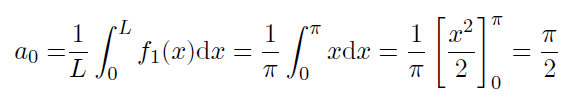 $a_0 = \frac{1}{L} \int_0^L f_1(x) \mathrm{d}x = \frac{1}{\pi} \int_0^\pi x \mathrm{d}x = \frac{1}{\pi} \left[ \frac{x^2}{2} \right]_0^\pi = \frac{\pi}{2}$